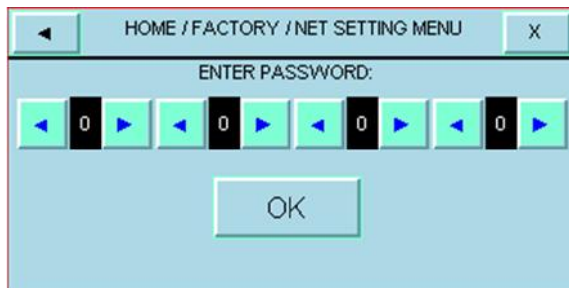 HOME / FACTORY / NET SETTING MENU X
ENTER PASSWORD:
0 0 0 0
OK